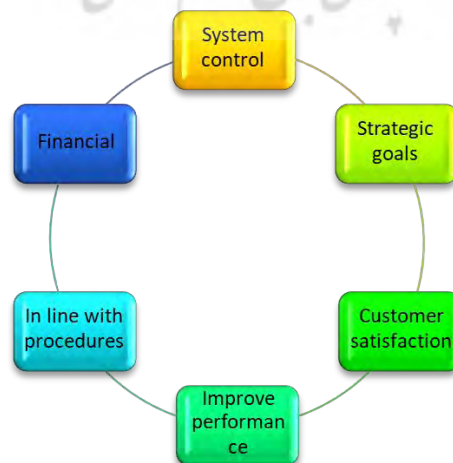 System
control
Strategic
goals
Customer
satisfaction
Improve
performan
ce
In line with
procedures
Financial